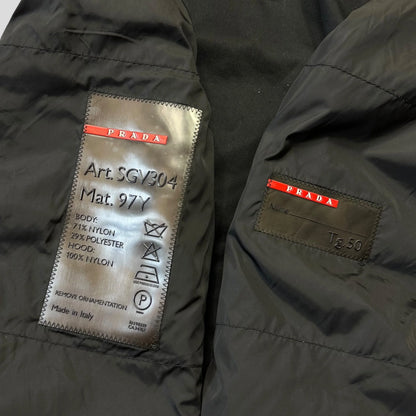 PRADA
Art. SGV304
Mat. 97Y
BODY:
71% NYLON
29% POLYESTER
HOOD:
100% NYLON
REMOVE ORNAMENTATION
Made in Italy
P
PRADA
Tg. 50